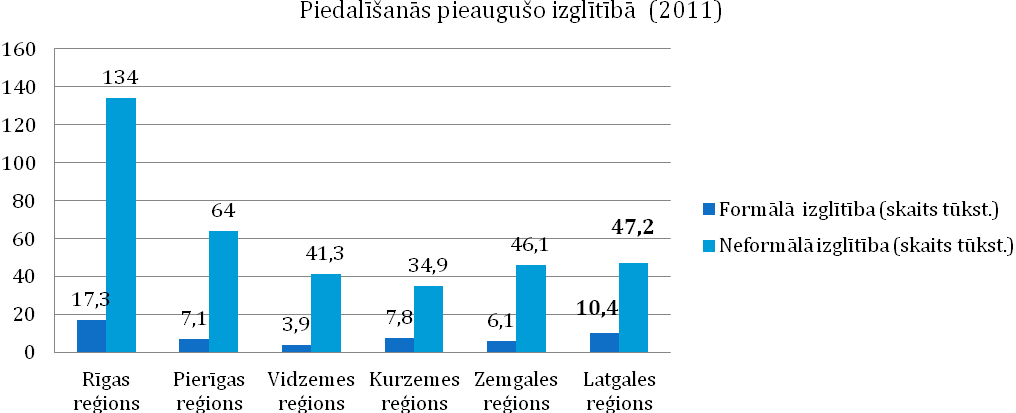 Piedalīšanās pieaugušo izglītībā (2011)
160
140
120
100
80
60
40
20
0
134
17,3
64
7,1
41,3
3,9
34,9
7,8
46,1
6,1
47,2
10,4
Rīgas reģions
Pierīgas reģions
Vidzemes reģions
Kurzemes reģions
Zemgales reģions
Latgales reģions
Formālā izglītība (skaits tūkst.)
Neformālā izglītība (skaits tūkst.)